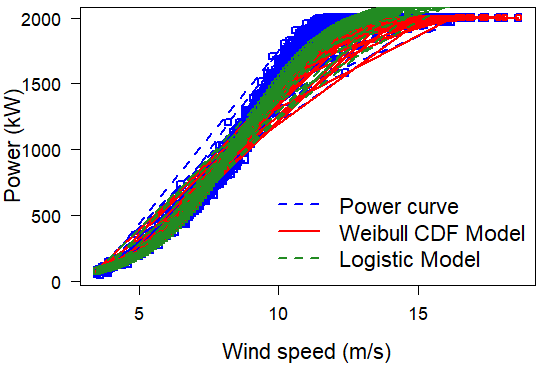 2000
1500
1000
500
0
Power (kW)
Power curve
Weibull CDF Model
Logistic Model
5 10 15
Wind speed (m/s)